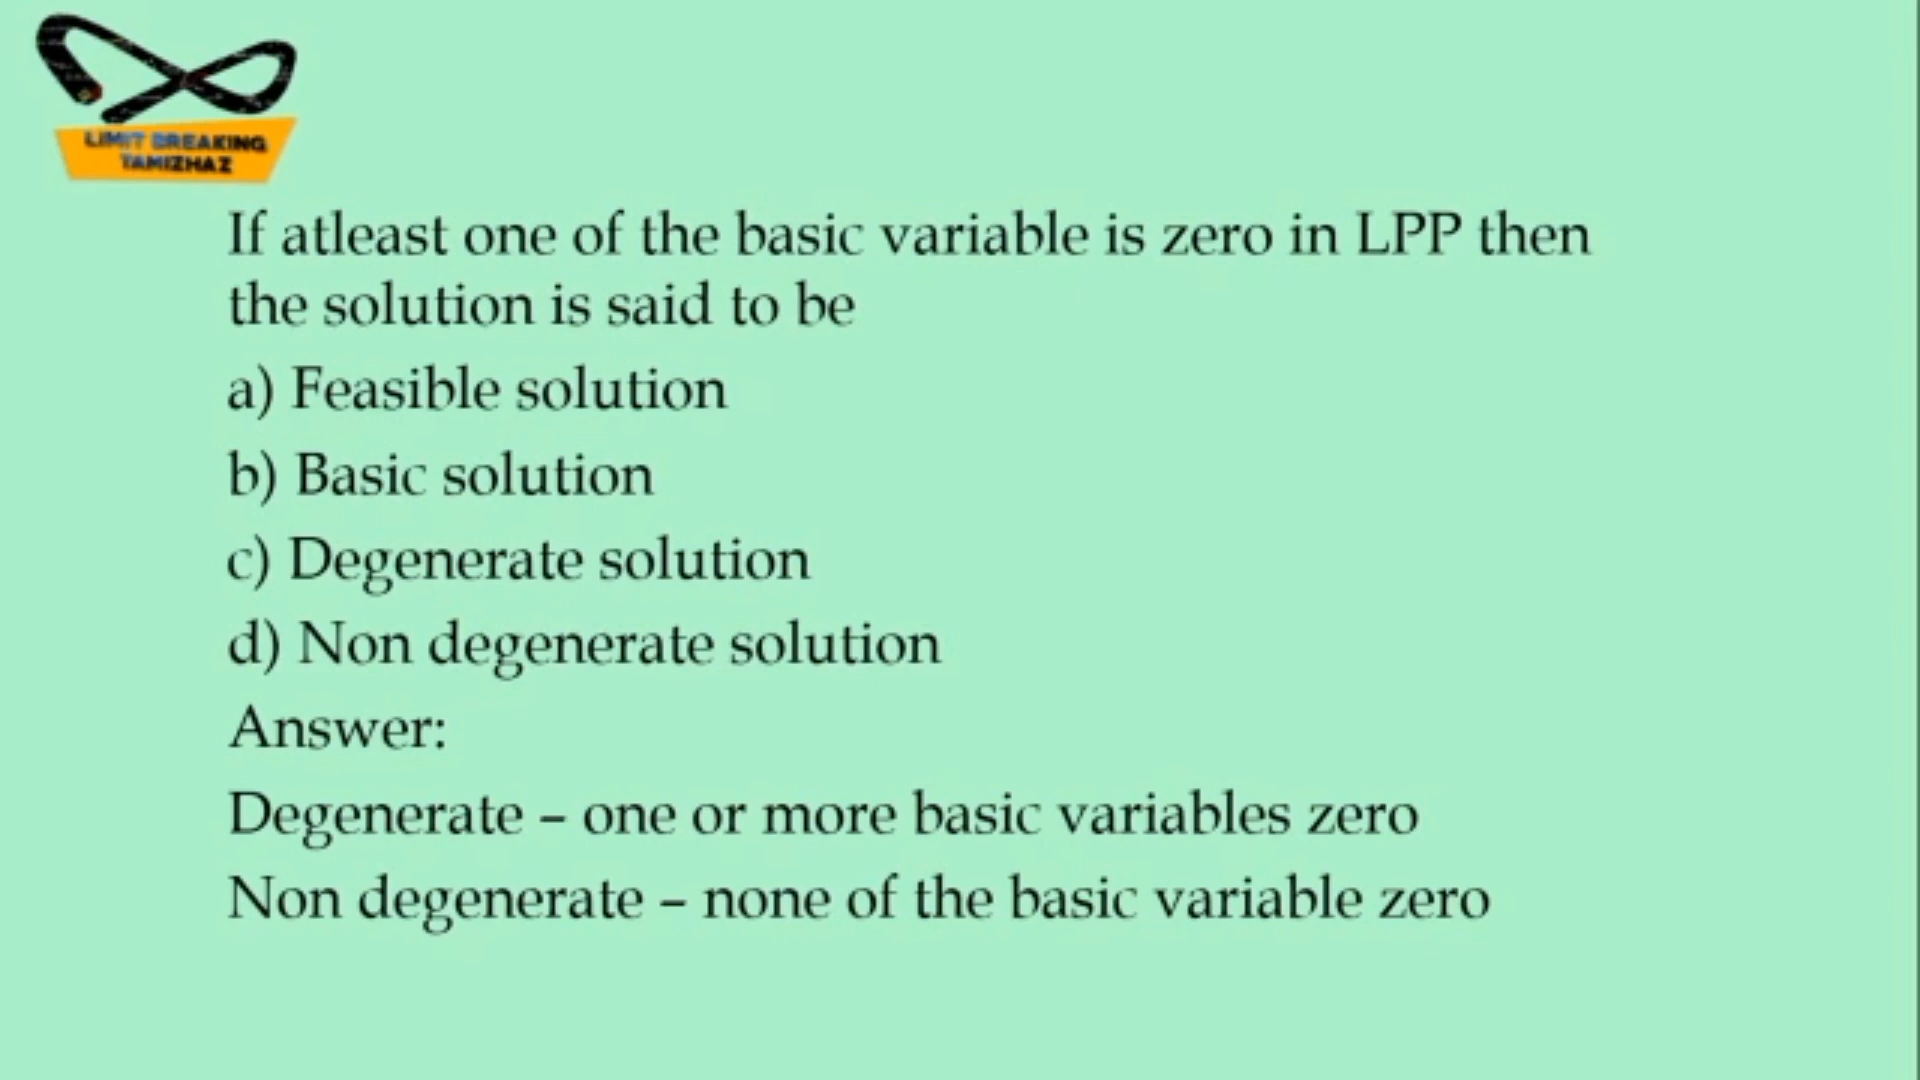 LIMIT BREAKING
TAMIZHAZ
If atleast one of the basic variable is zero in LPP then
the solution is said to be
a) Feasible solution
b) Basic solution
c) Degenerate solution
d) Non degenerate solution
Answer:
Degenerate – one or more basic variables zero
Non degenerate – none of the basic variable zero